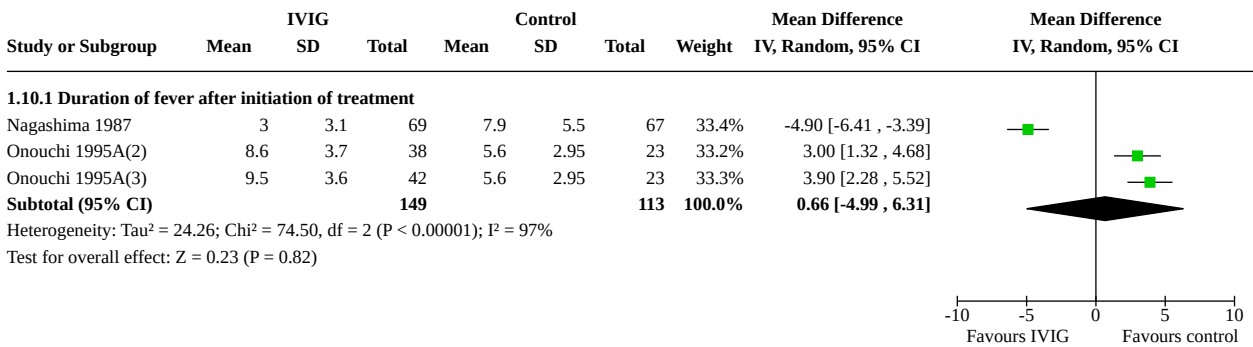 IVIG Control Mean Difference Mean Difference
Study or Subgroup Mean SD Total Mean SD Total Weight IV, Random, 95% CI IV, Random, 95% CI
1.10.1 Duration of fever after initiation of treatment
Nagashima 1987 3 3.1 69 7.9 5.5 67 33.4% -4.90 [-6.41 , -3.39]
Onouchi 1995A(2) 8.6 3.7 38 5.6 2.95 23 33.2% 3.00 [1.32 , 4.68]
Onouchi 1995A(3) 9.5 3.6 42 5.6 2.95 23 33.3% 3.90 [2.28 , 5.52]
Subtotal (95% CI) 149 113 100.0% 0.66 [-4.99 , 6.31]
Heterogeneity: Tau² = 24.26; Chi² = 74.50, df = 2 (P < 0.00001); I² = 97%
Test for overall effect: Z = 0.23 (P = 0.82)
-10 -5 0 5 10
Favours IVIG Favours control